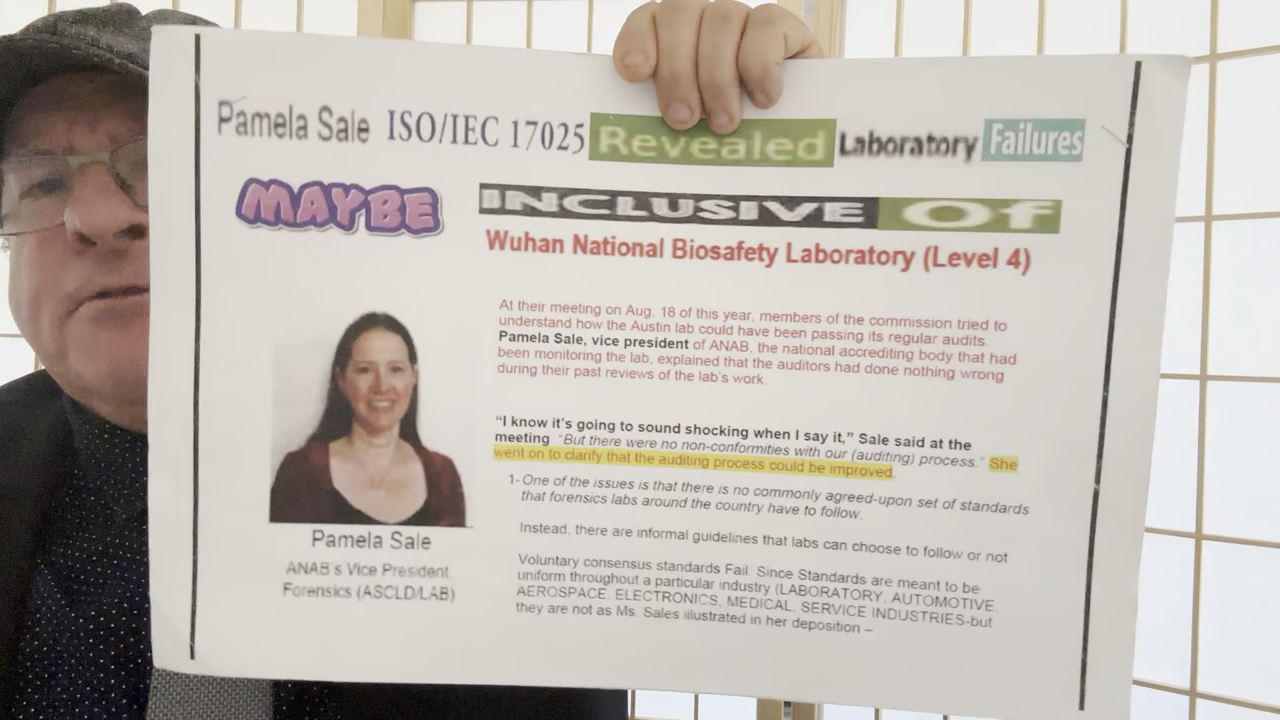 Pamela Sale ISO/IEC 17025 Revealed Laboratory Failures
MAYBE INCLUSIVE Of
Wuhan National Biosafety Laboratory (Level 4)
At their meeting on Aug. 18 of this year, members of the commission tried to
understand how the Austin lab could have been passing its regular audits.
Pamela Sale, vice president of ANAB, the national accrediting body that had
been monitoring the lab, explained that the auditors had done nothing wrong
during their past reviews of the lab's work.
“I know it's going to sound shocking when I say it,” Sale said at the
meeting “But there were no non-conformities with our (auditing) process.” She
went on to clarify that the auditing process could be improved.
1- One of the issues is that there is no commonly agreed-upon set of standards
that forensics labs around the country have to follow.
Instead, there are informal guidelines that labs can choose to follow or not
Voluntary consensus standards Fail: Since Standards are meant to be
uniform throughout a particular industry (LABORATORY, AUTOMOTIVE,
AEROSPACE, ELECTRONICS, MEDICAL, SERVICE INDUSTRIES-but
they are not as Ms. Sales illustrated in her deposition –
Pamela Sale
ANAB's Vice President,
Forensics (ASCLD/LAB)